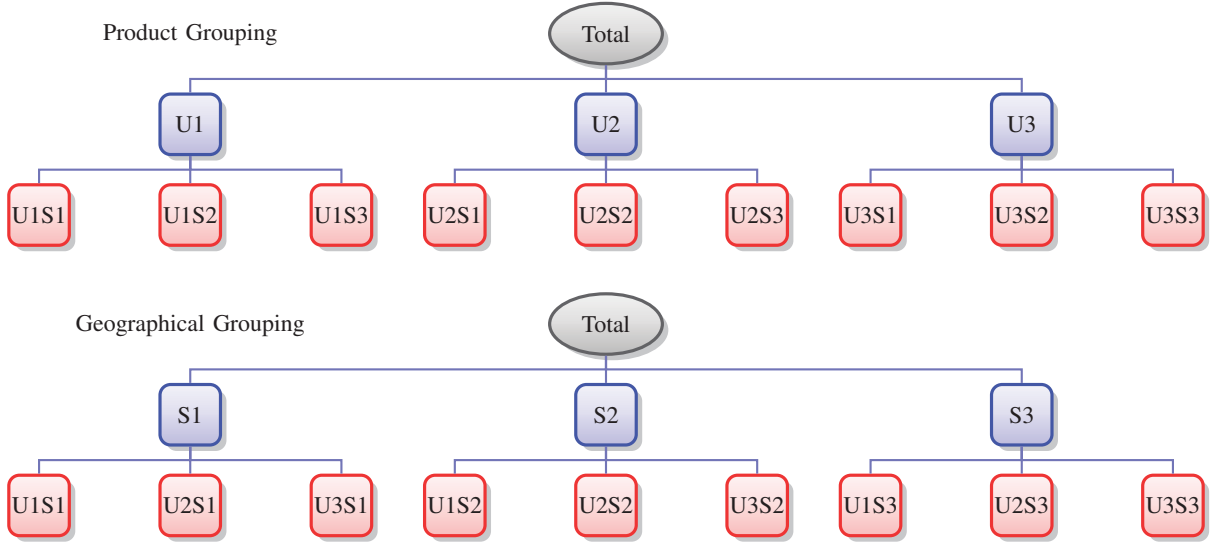 Product Grouping
Total
U1
U2
U3
U1S1
U1S2
U1S3
U2S1
U2S2
U2S3
U3S1
U3S2
U3S3
Geographical Grouping
Total
S1
S2
S3
U1S1
U2S1
U3S1
U1S2
U2S2
U3S2
U1S3
U2S3
U3S3